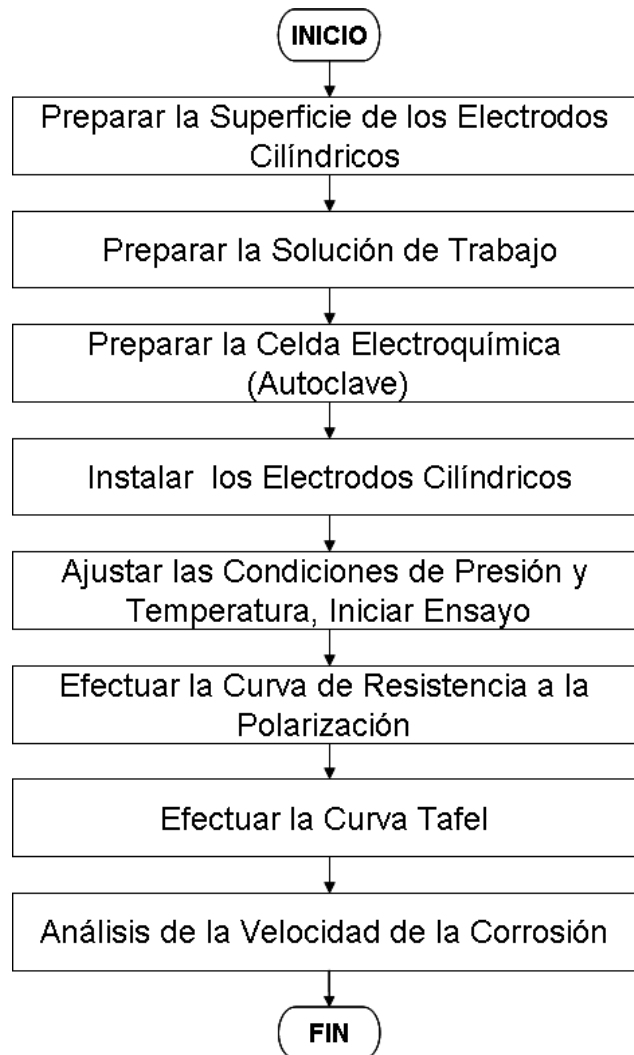 INICIO
Preparar la Superficie de los Electrodos
Cilíndricos
Preparar la Solución de Trabajo
Preparar la Celda Electroquímica
(Autoclave)
Instalar los Electrodos Cilíndricos
Ajustar las Condiciones de Presión y
Temperatura, Iniciar Ensayo
Efectuar la Curva de Resistencia a la
Polarización
Efectuar la Curva Tafel
Análisis de la Velocidad de la Corrosión
FIN